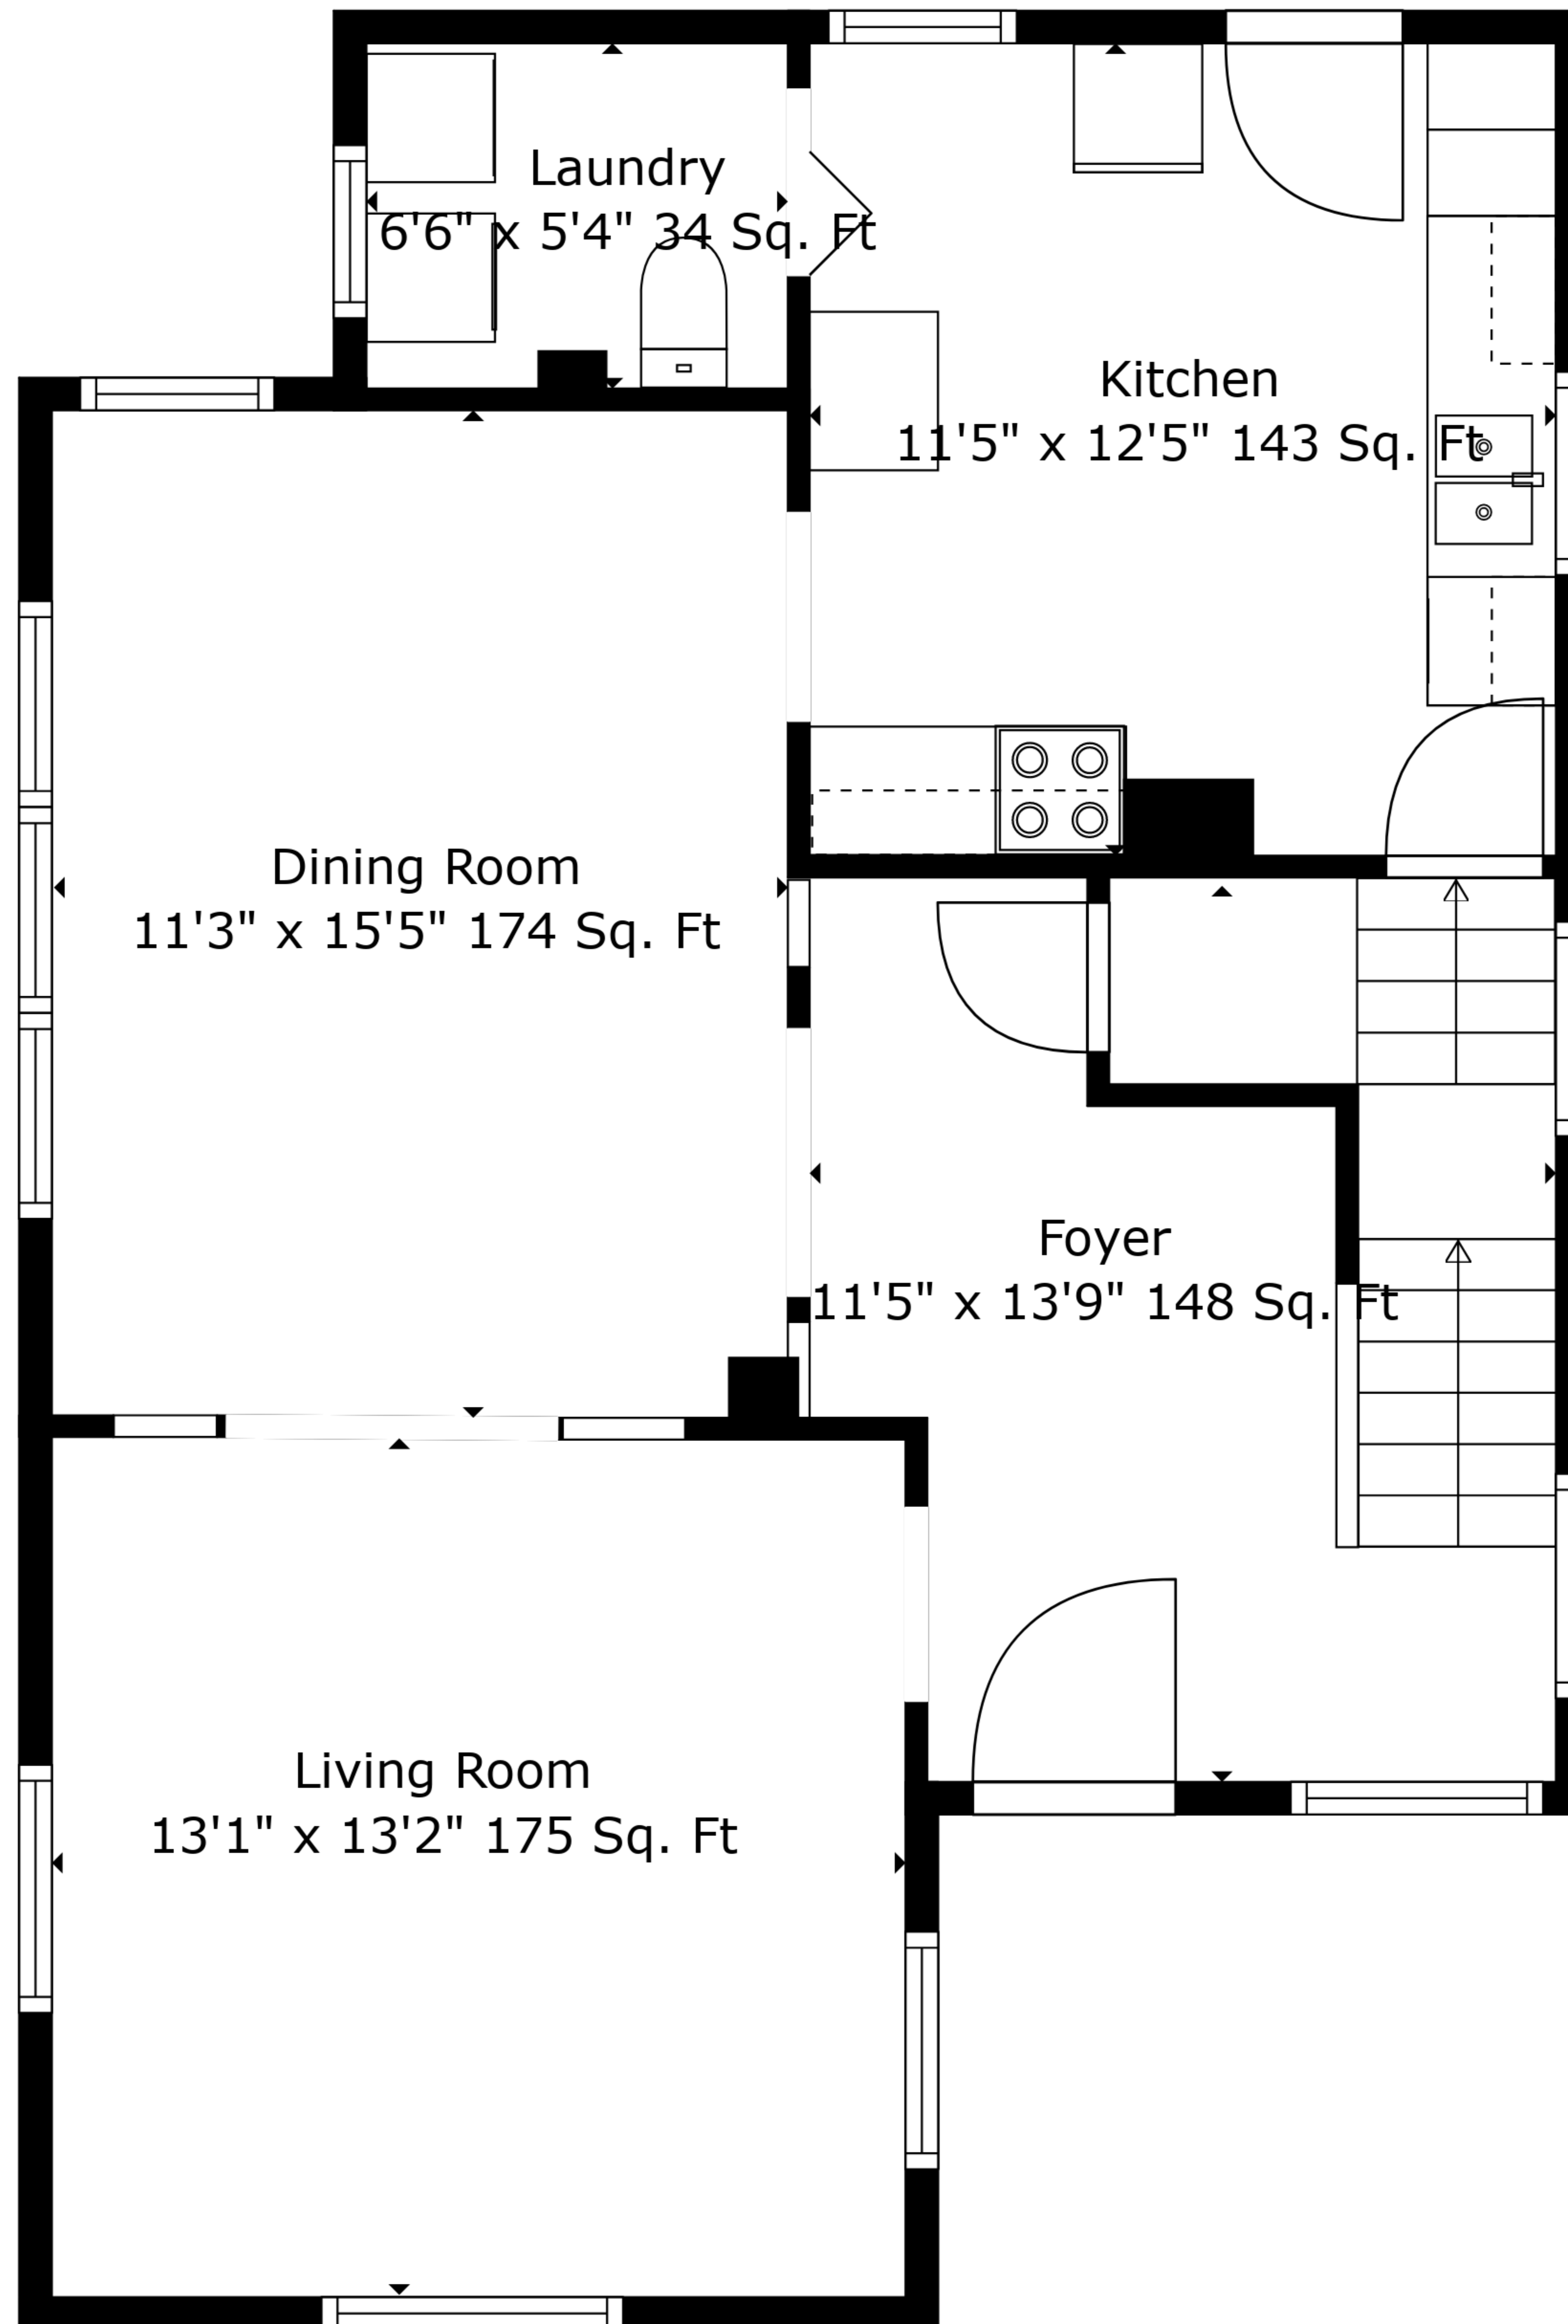 Laundry
6'6" x 5'4" 34 Sq. Ft
Kitchen
11'5" x 12'5" 143 Sq. Ft
Dining Room
11'3" x 15'5" 174 Sq. Ft
Foyer
11'5" x 13'9" 148 Sq. Ft
Living Room
13'1" x 13'2" 175 Sq. Ft